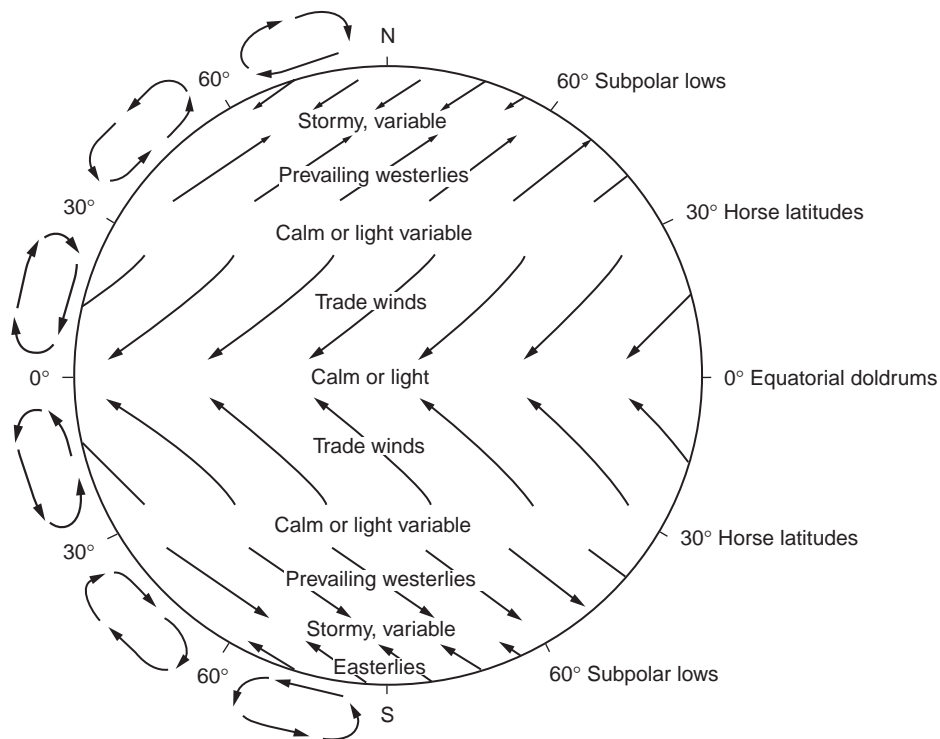 N
60°
60° Subpolar lows
Stormy, variable
Prevailing westerlies
30°
30° Horse latitudes
Calm or light variable
Trade winds
0°
Calm or light
0° Equatorial doldrums
Trade winds
Calm or light variable
30°
30° Horse latitudes
Prevailing westerlies
Stormy, variable
60°
Easterlies
60° Subpolar lows
S